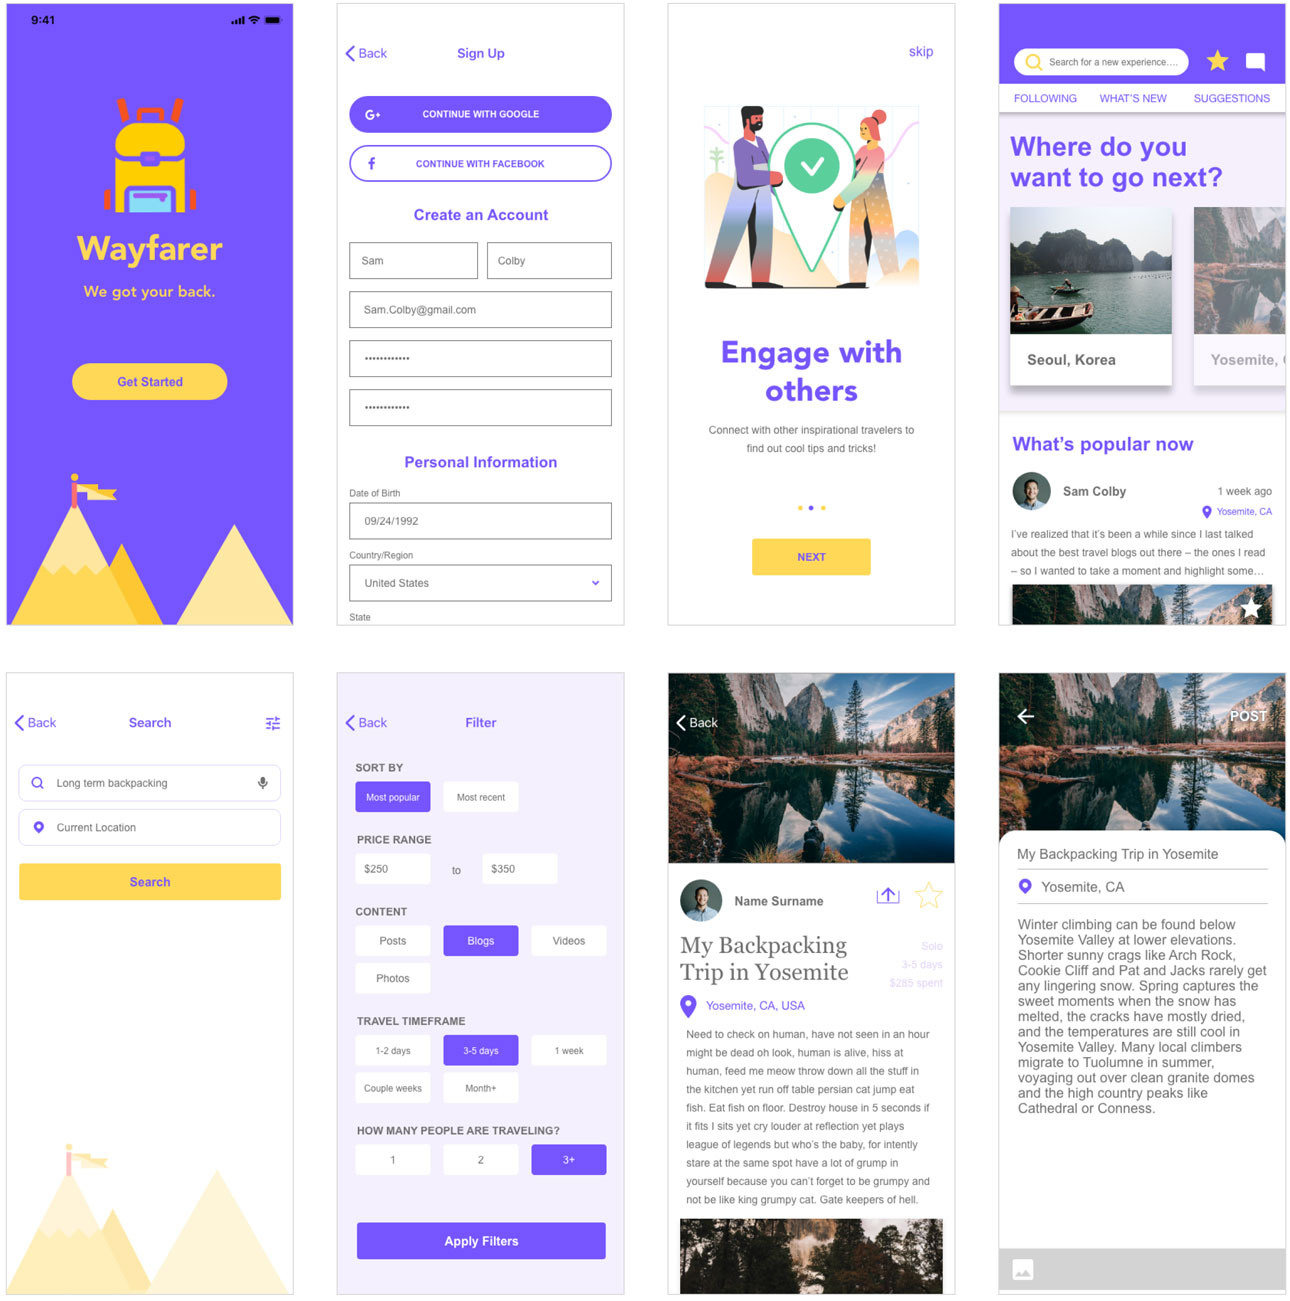 9:41
Wayfarer
We got your back.
Get Started
Back
Sign Up
CONTINUE WITH GOOGLE
CONTINUE WITH FACEBOOK
Create an Account
Sam
Colby
Sam.Colby@gmail.com
Personal Information
Date of Birth
09/24/1992
Country/Region
United States
State
skip
Engage with
others
Connect with other inspirational travelers to
find out cool tips and tricks!
NEXT
Search for a new experience....
FOLLOWING WHAT'S NEW SUGGESTIONS
Where do you
want to go next?
Seoul, Korea
Yosemite,
What's popular now
Sam Colby
1 week ago
Yosemite, CA
I've realized that it's been a while since I last talked
about the best travel blogs out there – the ones I read
– so I wanted to take a moment and highlight some...
Back
Search
Long term backpacking
Current Location
Search
Back
Filter
SORT BY
Most popular
Most recent
PRICE RANGE
$250
to
$350
CONTENT
Posts
Blogs
Videos
Photos
TRAVEL TIMEFRAME
1-2 days
3-5 days
1 week
Couple weeks
Month+
HOW MANY PEOPLE ARE TRAVELING?
1
2
3+
Apply Filters
Back
Name Surname
My Backpacking
Trip in Yosemite
Solo
3-5 days
$285 spent
Yosemite, CA, USA
Need to check on human, have not seen in an hour
might be dead oh look, human is alive, hiss at
human, feed me meow throw down all the stuff in
the kitchen yet run off table persian cat jump eat
fish. Eat fish on floor. Destroy house in 5 seconds if
it fits I sits yet cry louder at reflection yet plays
league of legends but who's the baby, for intently
stare at the same spot have a lot of grump in
yourself because you can't forget to be grumpy and
not be like king grumpy cat. Gate keepers of hell.
POST
My Backpacking Trip in Yosemite
Yosemite, CA
Winter climbing can be found below
Yosemite Valley at lower elevations.
Shorter sunny crags like Arch Rock,
Cookie Cliff and Pat and Jacks rarely get
any lingering snow. Spring captures the
sweet moments when the snow has
melted, the cracks have mostly dried,
and the temperatures are still cool in
Yosemite Valley. Many local climbers
migrate to Tuolumne in summer,
voyaging out over clean granite domes
and the high country peaks like
Cathedral or Conness.